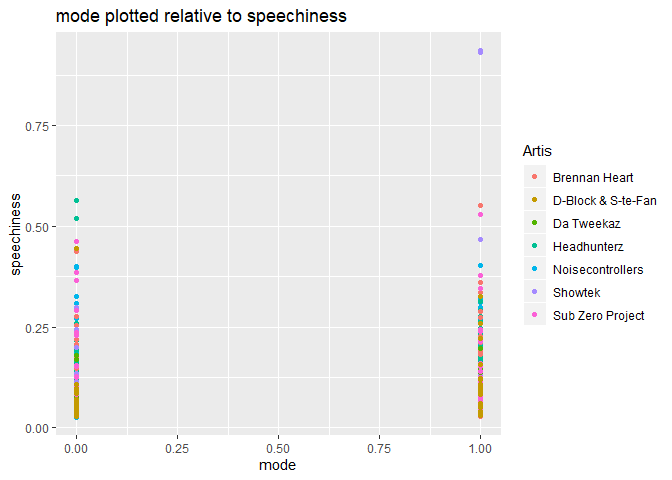 mode plotted relative to speechiness
speechiness
0.75
0.50
0.25
0.00
0.00 0.25 0.50 0.75 1.00
mode
Artis
Brennan Heart
D-Block & S-te-Fan
Da Tweekaz
Headhunterz
Noisecontrollers
Showtek
Sub Zero Project